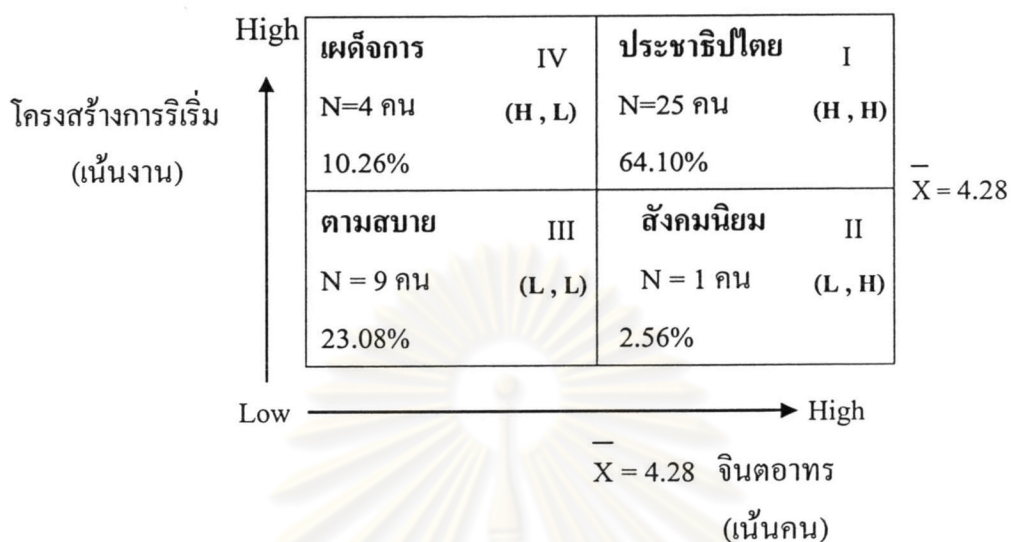 High
โครงสร้างการริเริ่ม
(เน้นงาน)
เผด็จการ IV
N=4 คน (H , L)
10.26%
ประชาธิปไตย I
N=25 คน (H , H)
64.10%
X = 4.28
ตามสบาย III
N = 9 คน (L , L)
23.08%
สังคมนิยม II
N = 1 คน (L , H)
2.56%
Low High
X = 4.28 จินตอาทร
(เน้นคน)